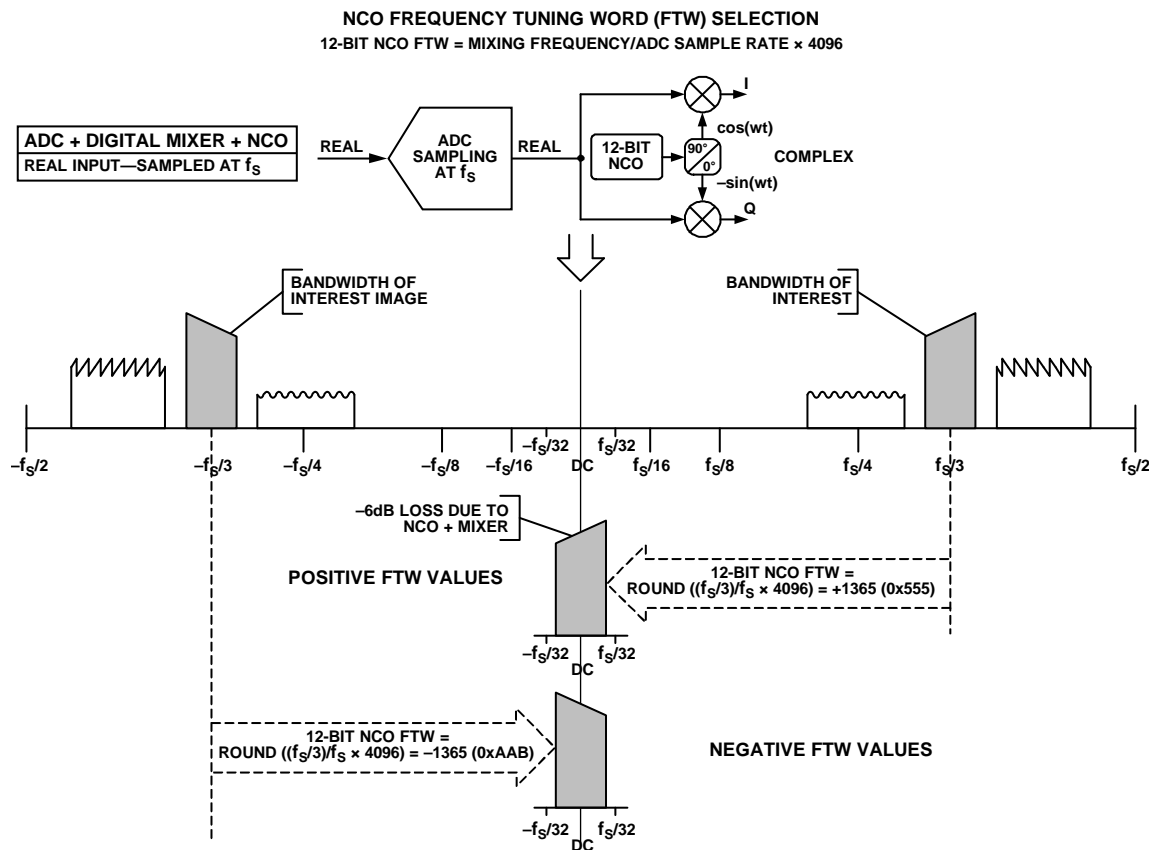 NCO FREQUENCY TUNING WORD (FTW) SELECTION
12-BIT NCO FTW = MIXING FREQUENCY/ADC SAMPLE RATE × 4096
ADC + DIGITAL MIXER + NCO
REAL INPUT—SAMPLED AT fS
REAL
ADC
SAMPLING
AT fS
REAL
12-BIT
NCO
90°
0°
I
cos(wt)
COMPLEX
–sin(wt)
Q
BANDWIDTH OF
INTEREST IMAGE
BANDWIDTH OF
INTEREST
–fS/2
–fS/3
–fS/4
–fS/8
–fS/16
–fS/32
DC
fS/32
fS/16
fS/8
fS/4
fS/3
fS/2
–6dB LOSS DUE TO
NCO + MIXER
POSITIVE FTW VALUES
12-BIT NCO FTW =
ROUND ((fS/3)/fS × 4096) = +1365 (0x555)
–fS/32
DC
fS/32
12-BIT NCO FTW =
ROUND ((fS/3)/fS × 4096) = –1365 (0xAAB)
NEGATIVE FTW VALUES
–fS/32
DC
fS/32